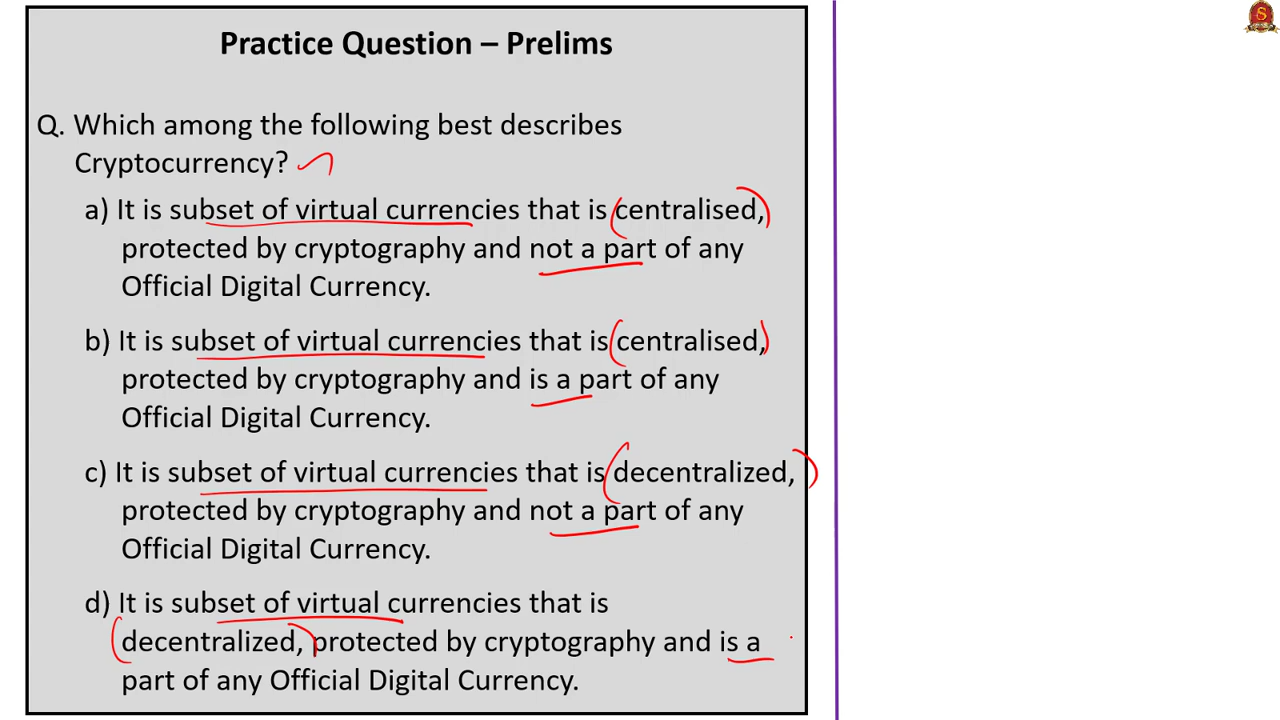 Practice Question – Prelims
Q. Which among the following best describes
Cryptocurrency?
a) It is subset of virtual currencies that is centralised,
protected by cryptography and not a part of any
Official Digital Currency.
b) It is subset of virtual currencies that is centralised,
protected by cryptography and is a part of any
Official Digital Currency.
c) It is subset of virtual currencies that is decentralized,
protected by cryptography and not a part of any
Official Digital Currency.
d) It is subset of virtual currencies that is
decentralized, protected by cryptography and is a
part of any Official Digital Currency.
S